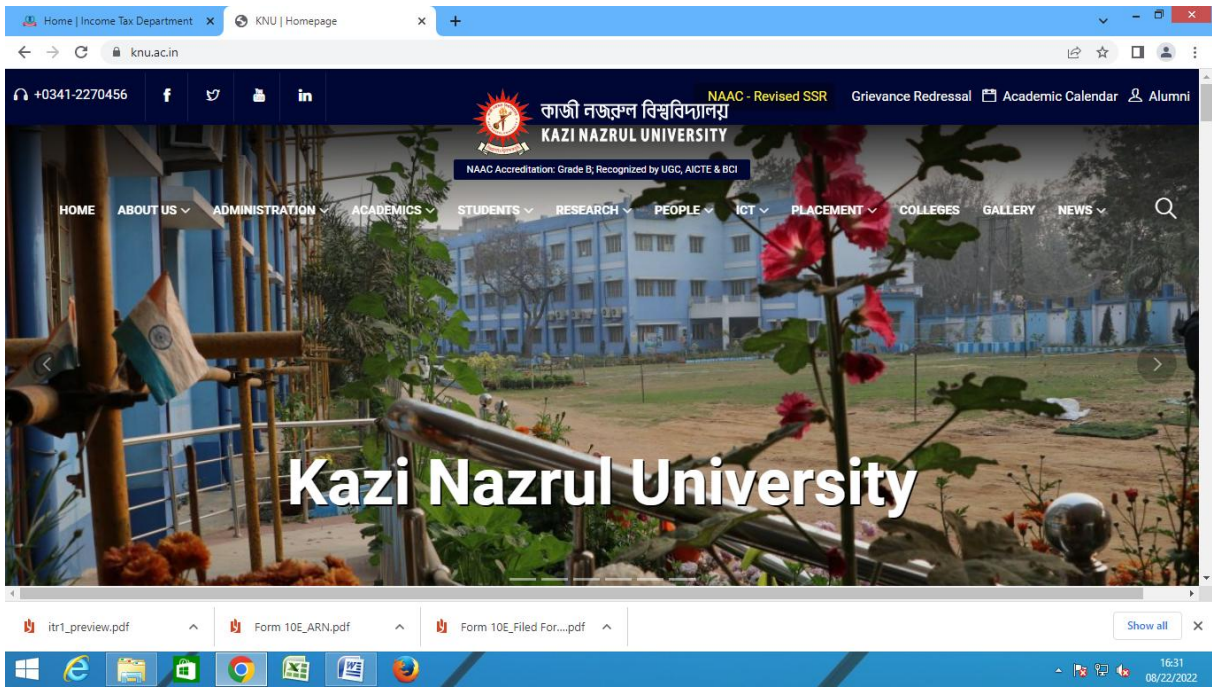 Home | Income Tax Department
KNU | Homepage
knu.ac.in
+0341-2270456
NAAC - Revised SSR
Grievance Redressal
Academic Calendar
Alumni
কাজী নজরুল বিশ্ববিদ্যালয়
KAZI NAZRUL UNIVERSITY
NAAC Accreditation: Grade B; Recognized by UGC, AICTE & BCI
HOME ABOUT US ADMINISTRATION ACADEMICS STUDENTS RESEARCH PEOPLE ICT PLACEMENT COLLEGES GALLERY NEWS
Kazi Nazrul University
itr1_preview.pdf
Form 10E_ARN.pdf
Form 10E_Filed For....pdf
Show all
16:31
08/22/2022